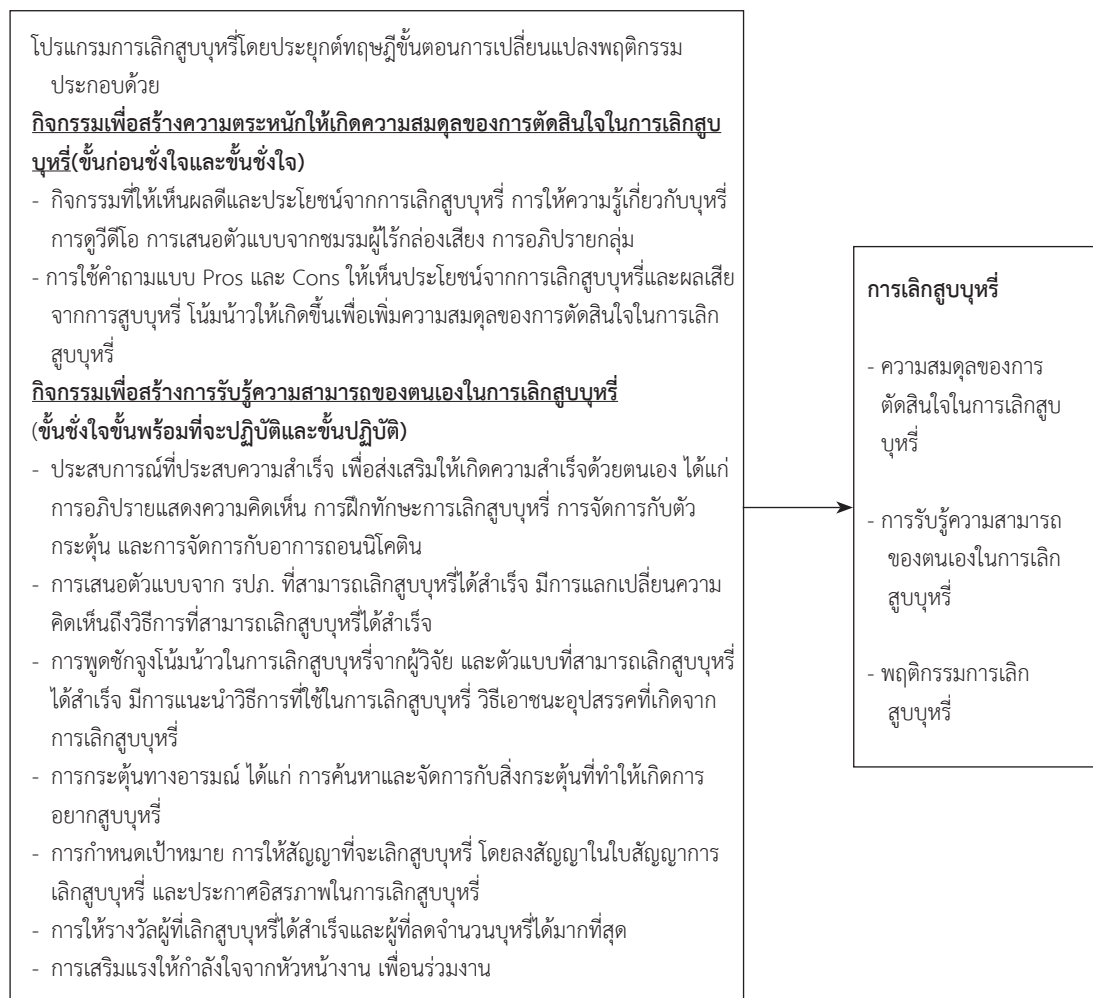 โปรแกรมการเลิกสูบบุหรี่โดยประยุกต์ทฤษฎีขั้นตอนการเปลี่ยนแปลงพฤติกรรม
ประกอบด้วย
กิจกรรมเพื่อสร้างความตระหนักให้เกิดความสมดุลของการตัดสินใจในการเลิกสูบ
บุหรี่(ขั้นก่อนชั่งใจและขั้นชั่งใจ)
- กิจกรรมที่ให้เห็นผลดีและประโยชน์จากการเลิกสูบบุหรี่ การให้ความรู้เกี่ยวกับบุหรี่
การดูวีดีโอ การเสนอตัวแบบจากชมรมผู้ไร้กล่องเสียง การอภิปรายกลุ่ม
- การใช้คำถามแบบ Pros และ Cons ให้เห็นประโยชน์จากการเลิกสูบบุหรี่และผลเสีย
จากการสูบบุหรี่ โน้มน้าวให้เกิดขึ้นเพื่อเพิ่มความสมดุลของการตัดสินใจในการเลิก
สูบบุหรี่
กิจกรรมเพื่อสร้างการรับรู้ความสามารถของตนเองในการเลิกสูบบุหรี่
(ขั้นชั่งใจขั้นพร้อมที่จะปฏิบัติและขั้นปฏิบัติ)
- ประสบการณ์ที่ประสบความสำเร็จ เพื่อส่งเสริมให้เกิดความสำเร็จด้วยตนเอง ได้แก่
การอภิปรายแสดงความคิดเห็น การฝึกทักษะการเลิกสูบบุหรี่ การจัดการกับตัว
กระตุ้น และการจัดการกับอาการถอนนิโคติน
- การเสนอตัวแบบจาก รปภ. ที่สามารถเลิกสูบบุหรี่ได้สำเร็จ มีการแลกเปลี่ยนความ
คิดเห็นถึงวิธีการที่สามารถเลิกสูบบุหรี่ได้สำเร็จ
- การพูดชักจูงโน้มน้าวในการเลิกสูบบุหรี่จากผู้วิจัย และตัวแบบที่สามารถเลิกสูบบุหรี่
ได้สำเร็จ มีการแนะนำวิธีการที่ใช้ในการเลิกสูบบุหรี่ วิธีเอาชนะอุปสรรคที่เกิดจาก
การเลิกสูบบุหรี่
- การกระตุ้นทางอารมณ์ ได้แก่ การค้นหาและจัดการกับสิ่งกระตุ้นที่ทำให้เกิดการ
อยากสูบบุหรี่
- การกำหนดเป้าหมาย การให้สัญญาที่จะเลิกสูบบุหรี่ โดยลงสัญญาในใบสัญญาการ
เลิกสูบบุหรี่ และประกาศอิสรภาพในการเลิกสูบบุหรี่
- การให้รางวัลผู้ที่เลิกสูบบุหรี่ได้สำเร็จและผู้ที่ลดจำนวนบุหรี่ได้มากที่สุด
- การเสริมแรงให้กำลังใจจากหัวหน้างาน เพื่อนร่วมงาน
การเลิกสูบบุหรี่
- ความสมดุลของการ
ตัดสินใจในการเลิกสูบ
บุหรี่
- การรับรู้ความสามารถ
ของตนเองในการเลิก
สูบบุหรี่
- พฤติกรรมการเลิก
สูบบุหรี่